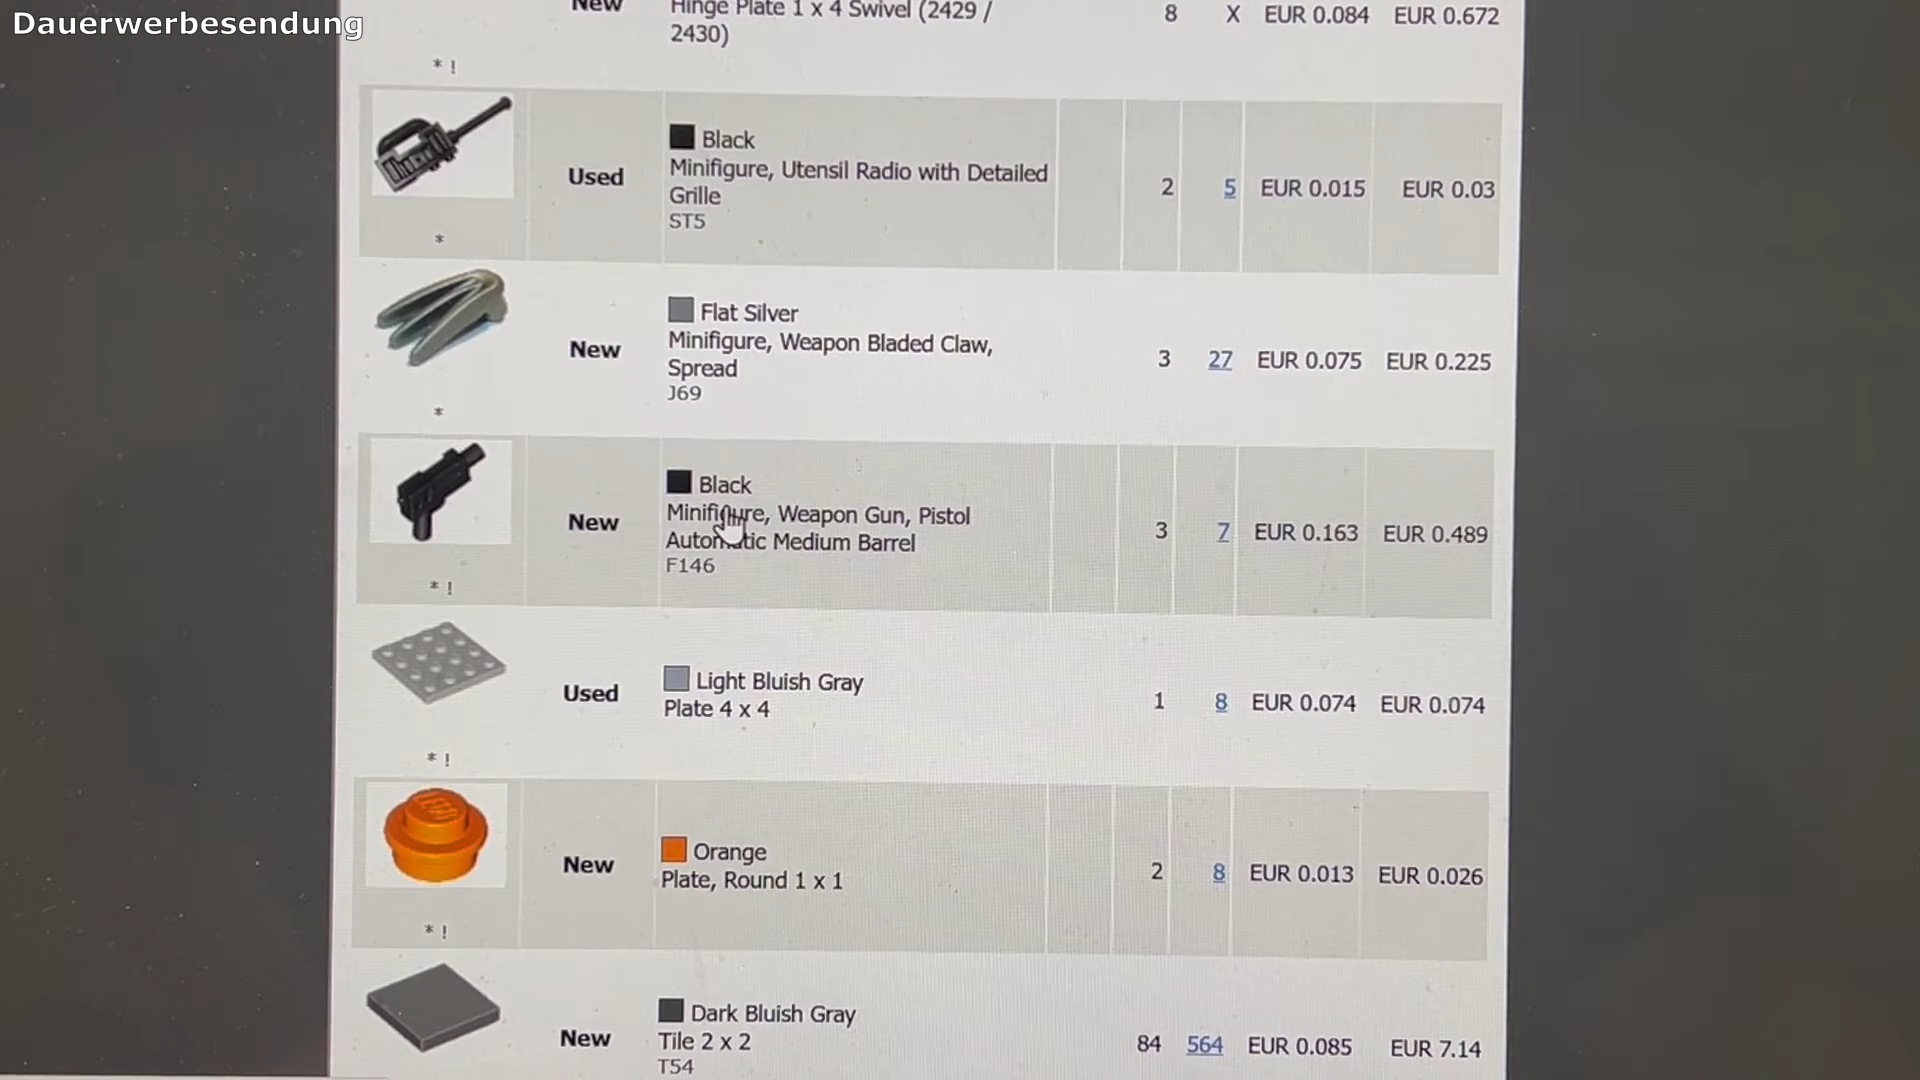 Dauerwerbesendung
New
Hinge Plate 1 x 4 Swivel (2429 /
2430)
8 X EUR 0.084 EUR 0.672
* !
Used
Black
Minifigure, Utensil Radio with Detailed
Grille
ST5
2 5 EUR 0.015 EUR 0.03
*
New
Flat Silver
Minifigure, Weapon Bladed Claw,
Spread
J69
3 27 EUR 0.075 EUR 0.225
*
New
Black
Minifigure, Weapon Gun, Pistol
Automatic Medium Barrel
F146
3 7 EUR 0.163 EUR 0.489
* !
Used
Light Bluish Gray
Plate 4 x 4
1 8 EUR 0.074 EUR 0.074
* !
New
Orange
Plate, Round 1 x 1
2 8 EUR 0.013 EUR 0.026
* !
New
Dark Bluish Gray
Tile 2 x 2
T54
84 564 EUR 0.085 EUR 7.14